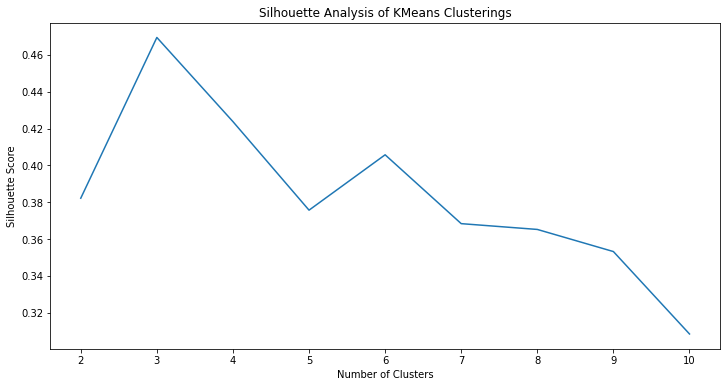 Silhouette Analysis of KMeans Clusterings
0.46
0.44
0.42
0.40
0.38
0.36
0.34
0.32
Silhouette Score
2 3 4 5 6 7 8 9 10
Number of Clusters